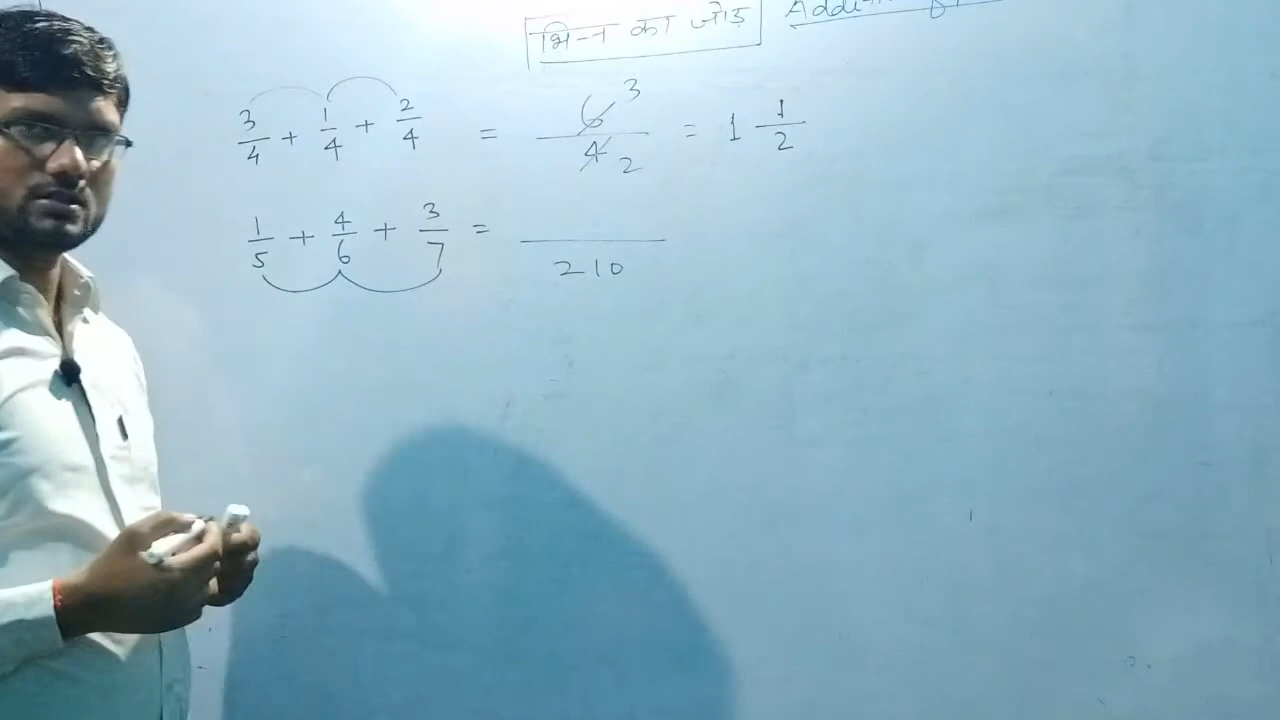 भिन्न का जोड़
3/4 + 1/4 + 2/4 = 6/4 3 2 = 1 1/2
1/5 + 4/6 + 3/7 = /210